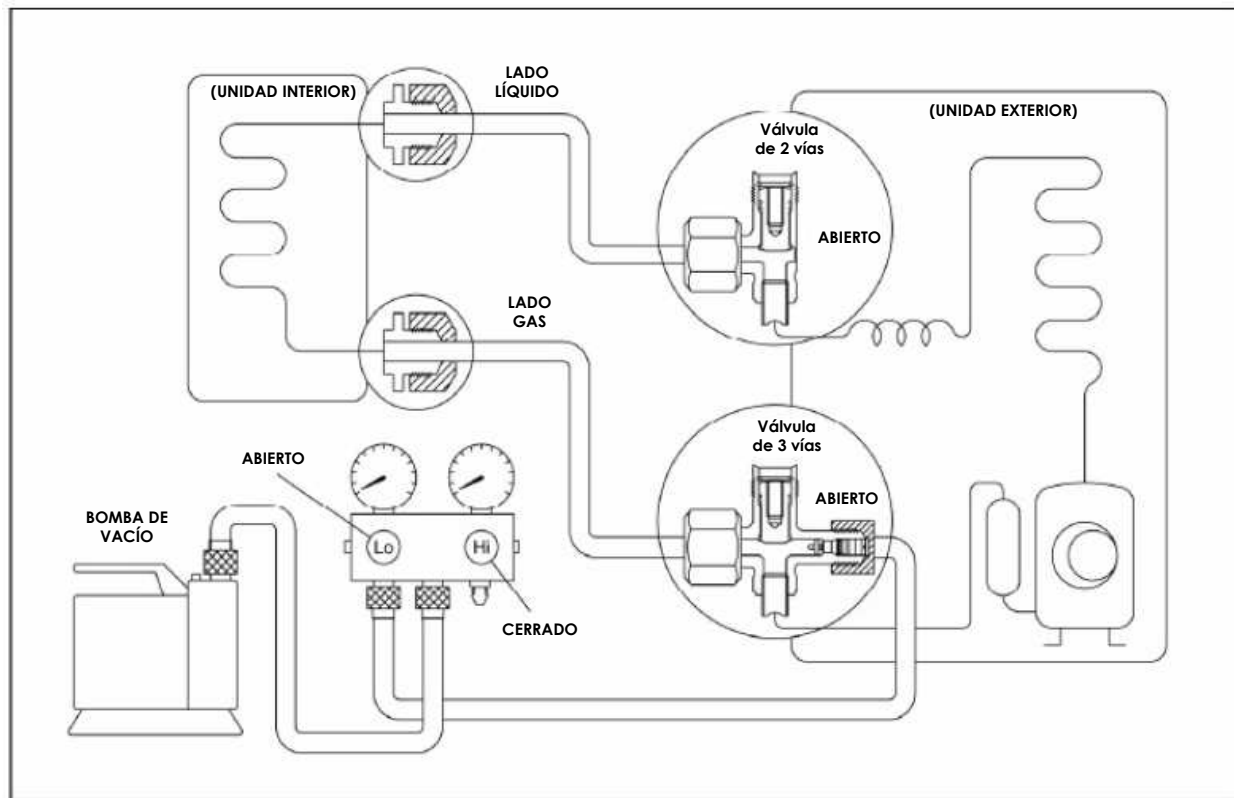 (UNIDAD INTERIOR)
LADO
LÍQUIDO
(UNIDAD EXTERIOR)
Válvula
de 2 vías
ABIERTO
LADO
GAS
Válvula
de 3 vías
ABIERTO
ABIERTO
BOMBA DE
VACÍO
Lo
Hi
CERRADO